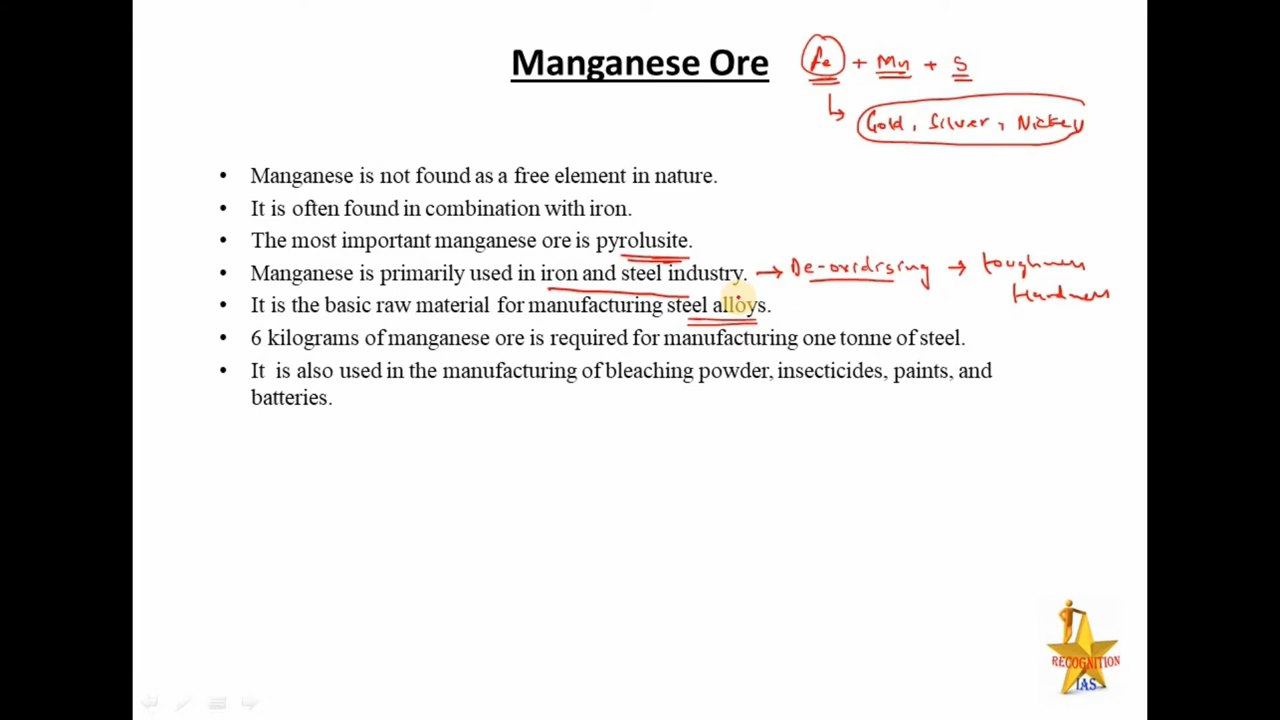 Manganese Ore
Fe + Mn + S
Gold, Silver, Nickel
• Manganese is not found as a free element in nature.
• It is often found in combination with iron.
• The most important manganese ore is pyrolusite.
• Manganese is primarily used in iron and steel industry. → De-oxidising → toughness
Hardness
• It is the basic raw material for manufacturing steel alloys.
• 6 kilograms of manganese ore is required for manufacturing one tonne of steel.
• It is also used in the manufacturing of bleaching powder, insecticides, paints, and
batteries.
RECOGNITION
IAS